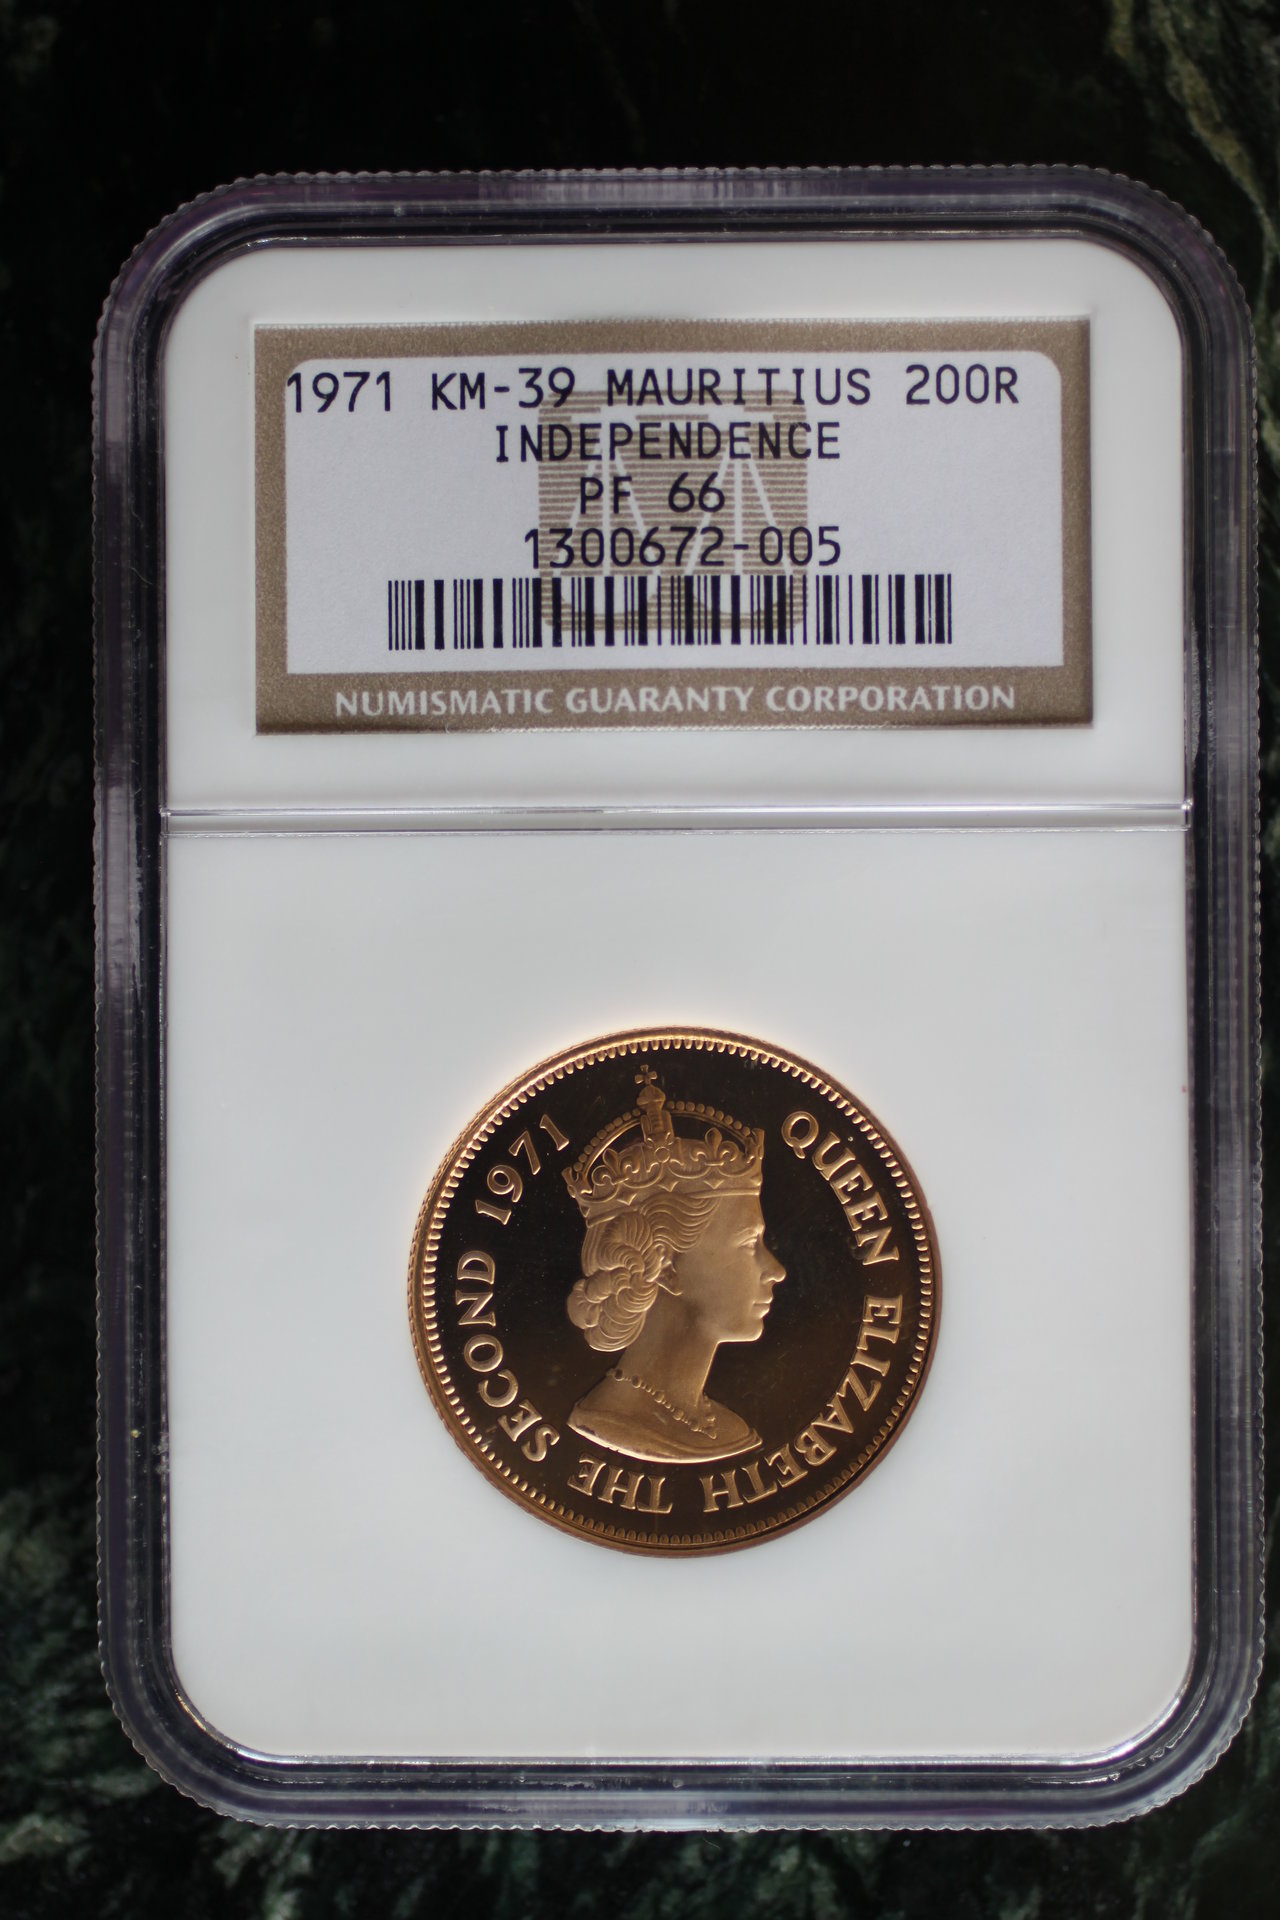 1971 KM-39 MAURITIUS 200R
INDEPENDENCE
PF 66
1300672-005
NUMISMATIC GUARANTY CORPORATION
QUEEN ELIZABETH THE SECOND 1971